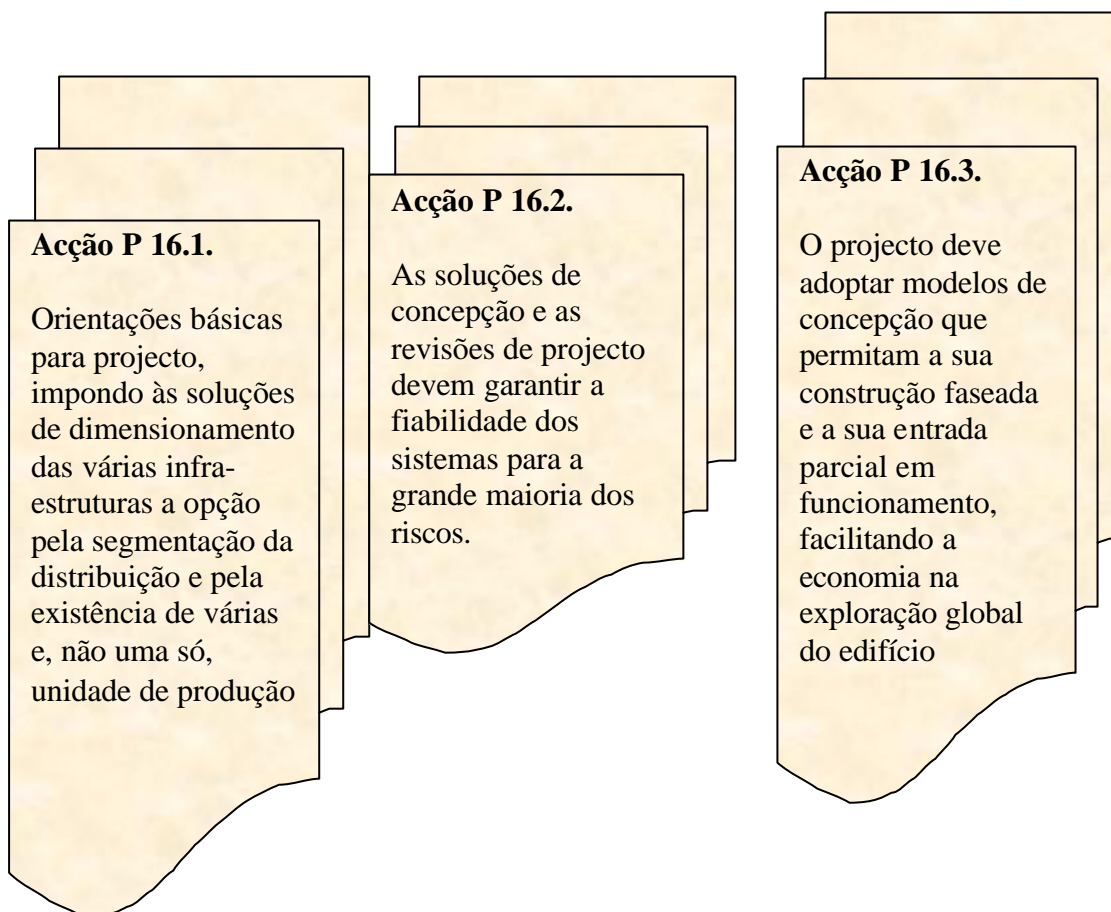 Acção P 16.1.
Orientações básicas
para projecto,
impondo às soluções
de dimensionamento
das várias infra-
estruturas a opção
pela segmentação da
distribuição e pela
existência de várias
e, não uma só,
unidade de produção
Acção P 16.2.
As soluções de
concepção e as
revisões de projecto
devem garantir a
fiabilidade dos
sistemas para a
grande maioria dos
riscos.
Acção P 16.3.
O projecto deve
adoptar modelos de
concepção que
permitam a sua
construção faseada
e a sua entrada
parcial em
funcionamento,
facilitando a
economia na
exploração global
do edifício